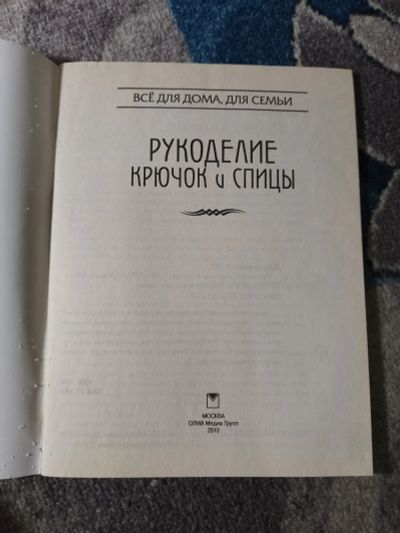 ВСЁ ДЛЯ ДОМА, ДЛЯ СЕМЬИ
РУКОДЕЛИЕ
КРЮЧОК и СПИЦЫ
МОСКВА
ОЛМА Медиа Групп
2010